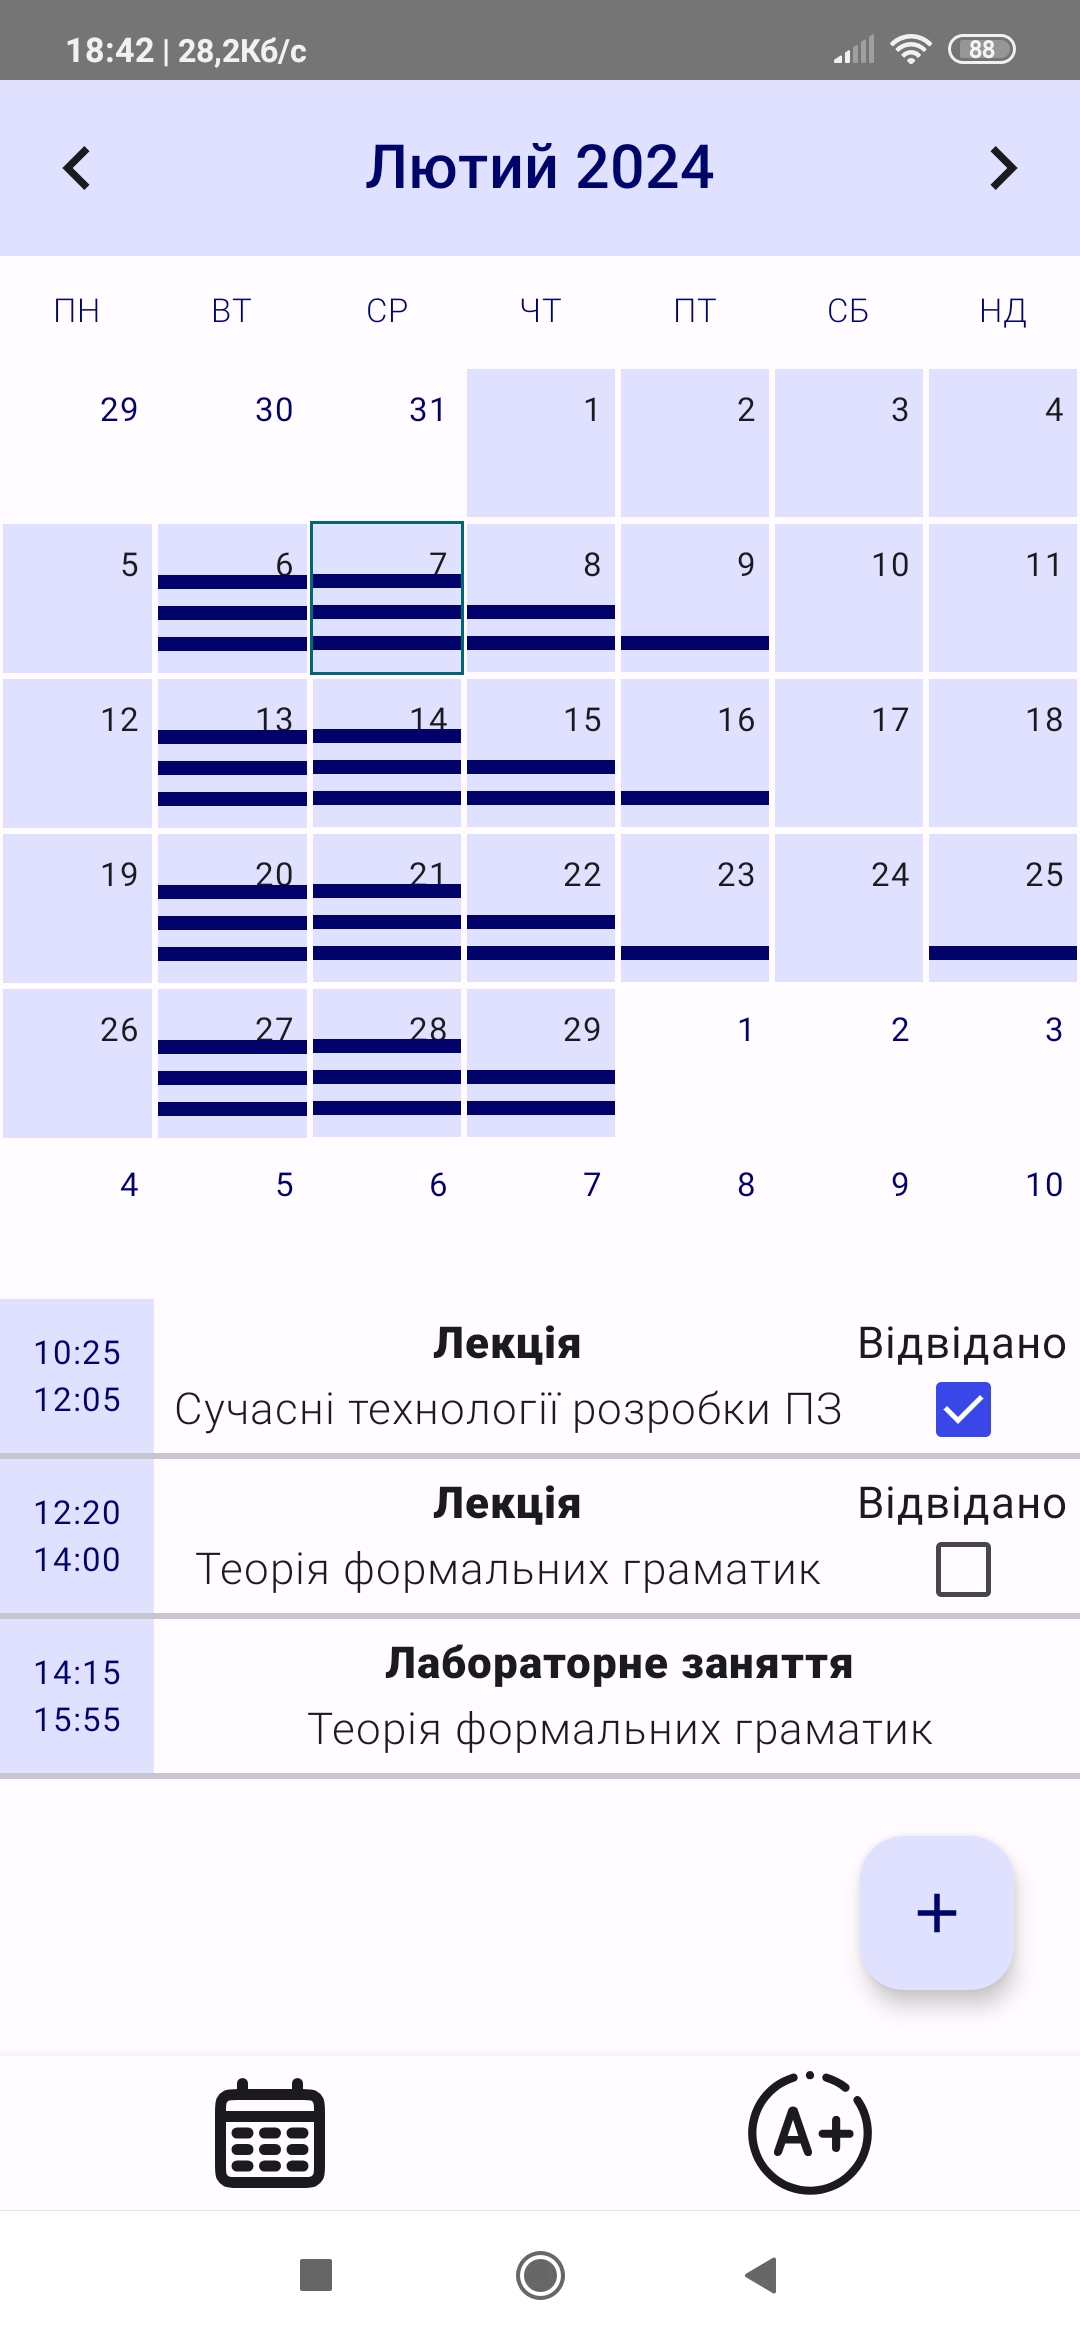 18:42 | 28,2Кб/с 88
Лютий 2024
ПН ВТ СР ЧТ ПТ СБ НД
29 30 31 1 2 3 4
5 6 7 8 9 10 11
12 13 14 15 16 17 18
19 20 21 22 23 24 25
26 27 28 29 1 2 3
4 5 6 7 8 9 10
10:25
12:05
Лекція
Сучасні технології розробки ПЗ
Відвідано
12:20
14:00
Лекція
Теорія формальних граматик
Відвідано
14:15
15:55
Лабораторне заняття
Теорія формальних граматик
+
A+